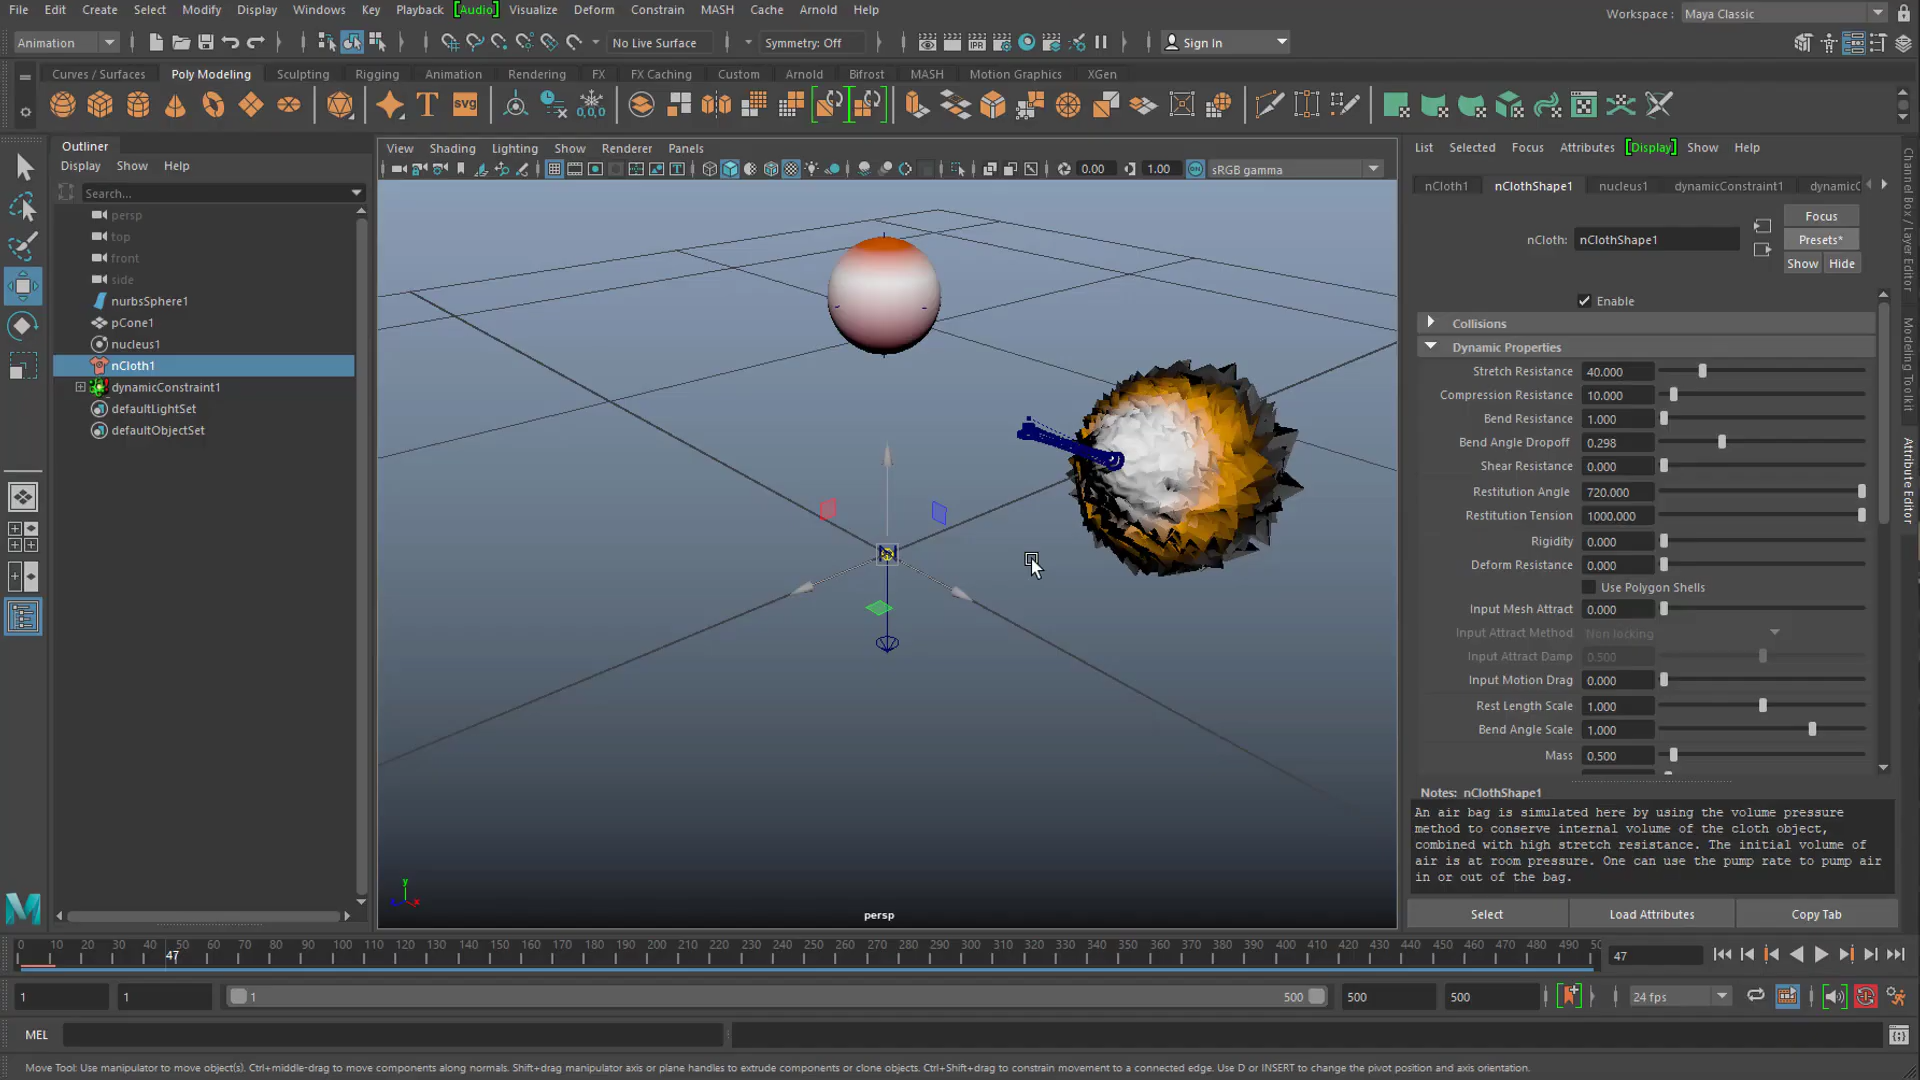 File Edit Create Select Modify Display Windows Key Playback [Audio] Visualize Deform Constrain MASH Cache Arnold Help
Workspace : Maya Classic
Animation No Live Surface Symmetry: Off IPR Sign In
Curves / Surfaces Poly Modeling Sculpting Rigging Animation Rendering FX FX Caching Custom Arnold Bifrost MASH Motion Graphics XGen
T SVG 0,0,0
Outliner
Display Show Help
Search...
persp
top
front
side
nurbsSphere1
pCone1
nucleus1
nCloth1
dynamicConstraint1
defaultLightSet
defaultObjectSet
View Shading Lighting Show Renderer Panels
0.00 1.00 ON sRGB gamma
y
x
persp
List Selected Focus Attributes [Display] Show Help
nCloth1 nClothShape1 nucleus1 dynamicConstraint1 dynamicC
nCloth: nClothShape1
Focus
Presets*
Show Hide
Enable
Collisions
Dynamic Properties
Stretch Resistance 40.000
Compression Resistance 10.000
Bend Resistance 1.000
Bend Angle Dropoff 0.298
Shear Resistance 0.000
Restitution Angle 720.000
Restitution Tension 1000.000
Rigidity 0.000
Deform Resistance 0.000
Use Polygon Shells
Input Mesh Attract 0.000
Input Attract Method Non locking
Input Attract Damp 0.500
Input Motion Drag 0.000
Rest Length Scale 1.000
Bend Angle Scale 1.000
Mass 0.500
Notes: nClothShape1
An air bag is simulated here by using the volume pressure
method to conserve internal volume of the cloth object,
combined with high stretch resistance. The initial volume of
air is at room pressure. One can use the pump rate to pump air
in or out of the bag.
Select Load Attributes Copy Tab
Channel Box / Layer Editor
Modeling Toolkit
Attribute Editor
0 10 20 30 40 50 60 70 80 90 100 110 120 130 140 150 160 170 180 190 200 210 220 230 240 250 260 270 280 290 300 310 320 330 340 350 360 370 380 390 400 410 420 430 440 450 460 470 480 490 50
47
47
1 1 1 500 500 500 24 fps
MEL
Move Tool: Use manipulator to move object(s). Ctrl+middle-drag to move components along normals. Shift+drag manipulator axis or plane handles to extrude components or clone objects. Ctrl+Shift+drag to constrain movement to a connected edge. Use D or INSERT to change the pivot position and axis orientation.